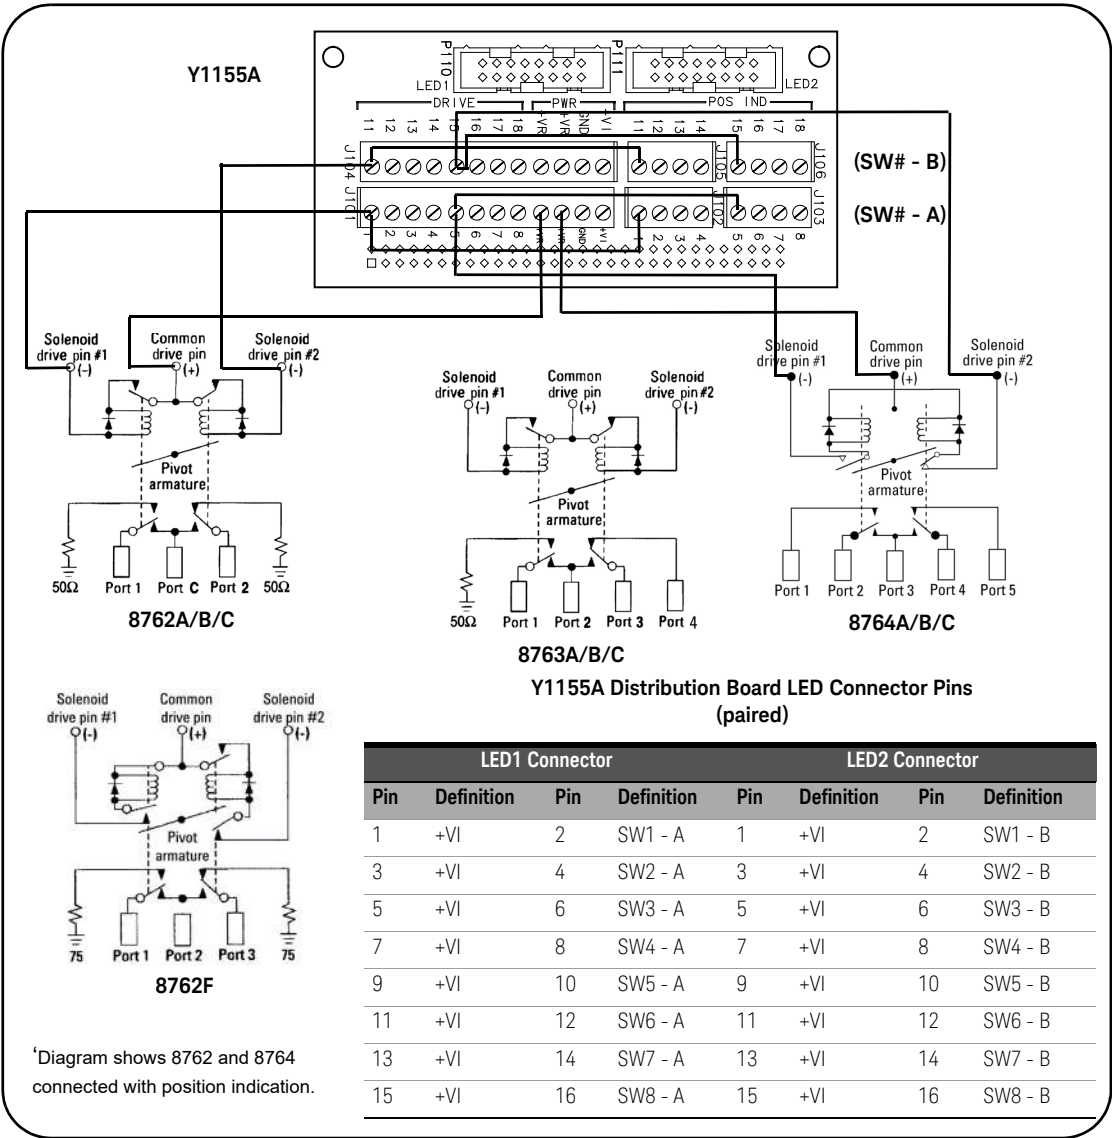 Y1155A
P110
P111
LED1
LED2
DRIVE
PWR
POS IND
11 12 13 14 15 16 17 18 +VR +VR GND +VI 11 12 13 14 15 16 17 18
J104
J105
J106
(SW# - B)
J101
J102
J103
(SW# - A)
1 2 3 4 5 6 7 8 +VR +VR GND +VI 1 2 3 4 5 6 7 8
Solenoid
drive pin #1
(-)
Common
drive pin
(+)
Solenoid
drive pin #2
(-)
Pivot
armature
50Ω
Port 1
Port C
Port 2
50Ω
8762A/B/C
Solenoid
drive pin #1
(-)
Common
drive pin
(+)
Solenoid
drive pin #2
(-)
Pivot
armature
50Ω
Port 1
Port 2
Port 3
Port 4
8763A/B/C
Solenoid
drive pin #1
(-)
Common
drive pin
(+)
Solenoid
drive pin #2
(-)
Pivot
armature
Port 1
Port 2
Port 3
Port 4
Port 5
8764A/B/C
Solenoid
drive pin #1
(-)
Common
drive pin
(+)
Solenoid
drive pin #2
(-)
Pivot
armature
75
Port 1
Port 2
Port 3
75
8762F
‘Diagram shows 8762 and 8764
connected with position indication.
Y1155A Distribution Board LED Connector Pins
(paired)
LED1 Connector LED2 Connector
Pin Definition Pin Definition Pin Definition Pin Definition
1 +VI 2 SW1 - A 1 +VI 2 SW1 - B
3 +VI 4 SW2 - A 3 +VI 4 SW2 - B
5 +VI 6 SW3 - A 5 +VI 6 SW3 - B
7 +VI 8 SW4 - A 7 +VI 8 SW4 - B
9 +VI 10 SW5 - A 9 +VI 10 SW5 - B
11 +VI 12 SW6 - A 11 +VI 12 SW6 - B
13 +VI 14 SW7 - A 13 +VI 14 SW7 - B
15 +VI 16 SW8 - A 15 +VI 16 SW8 - B